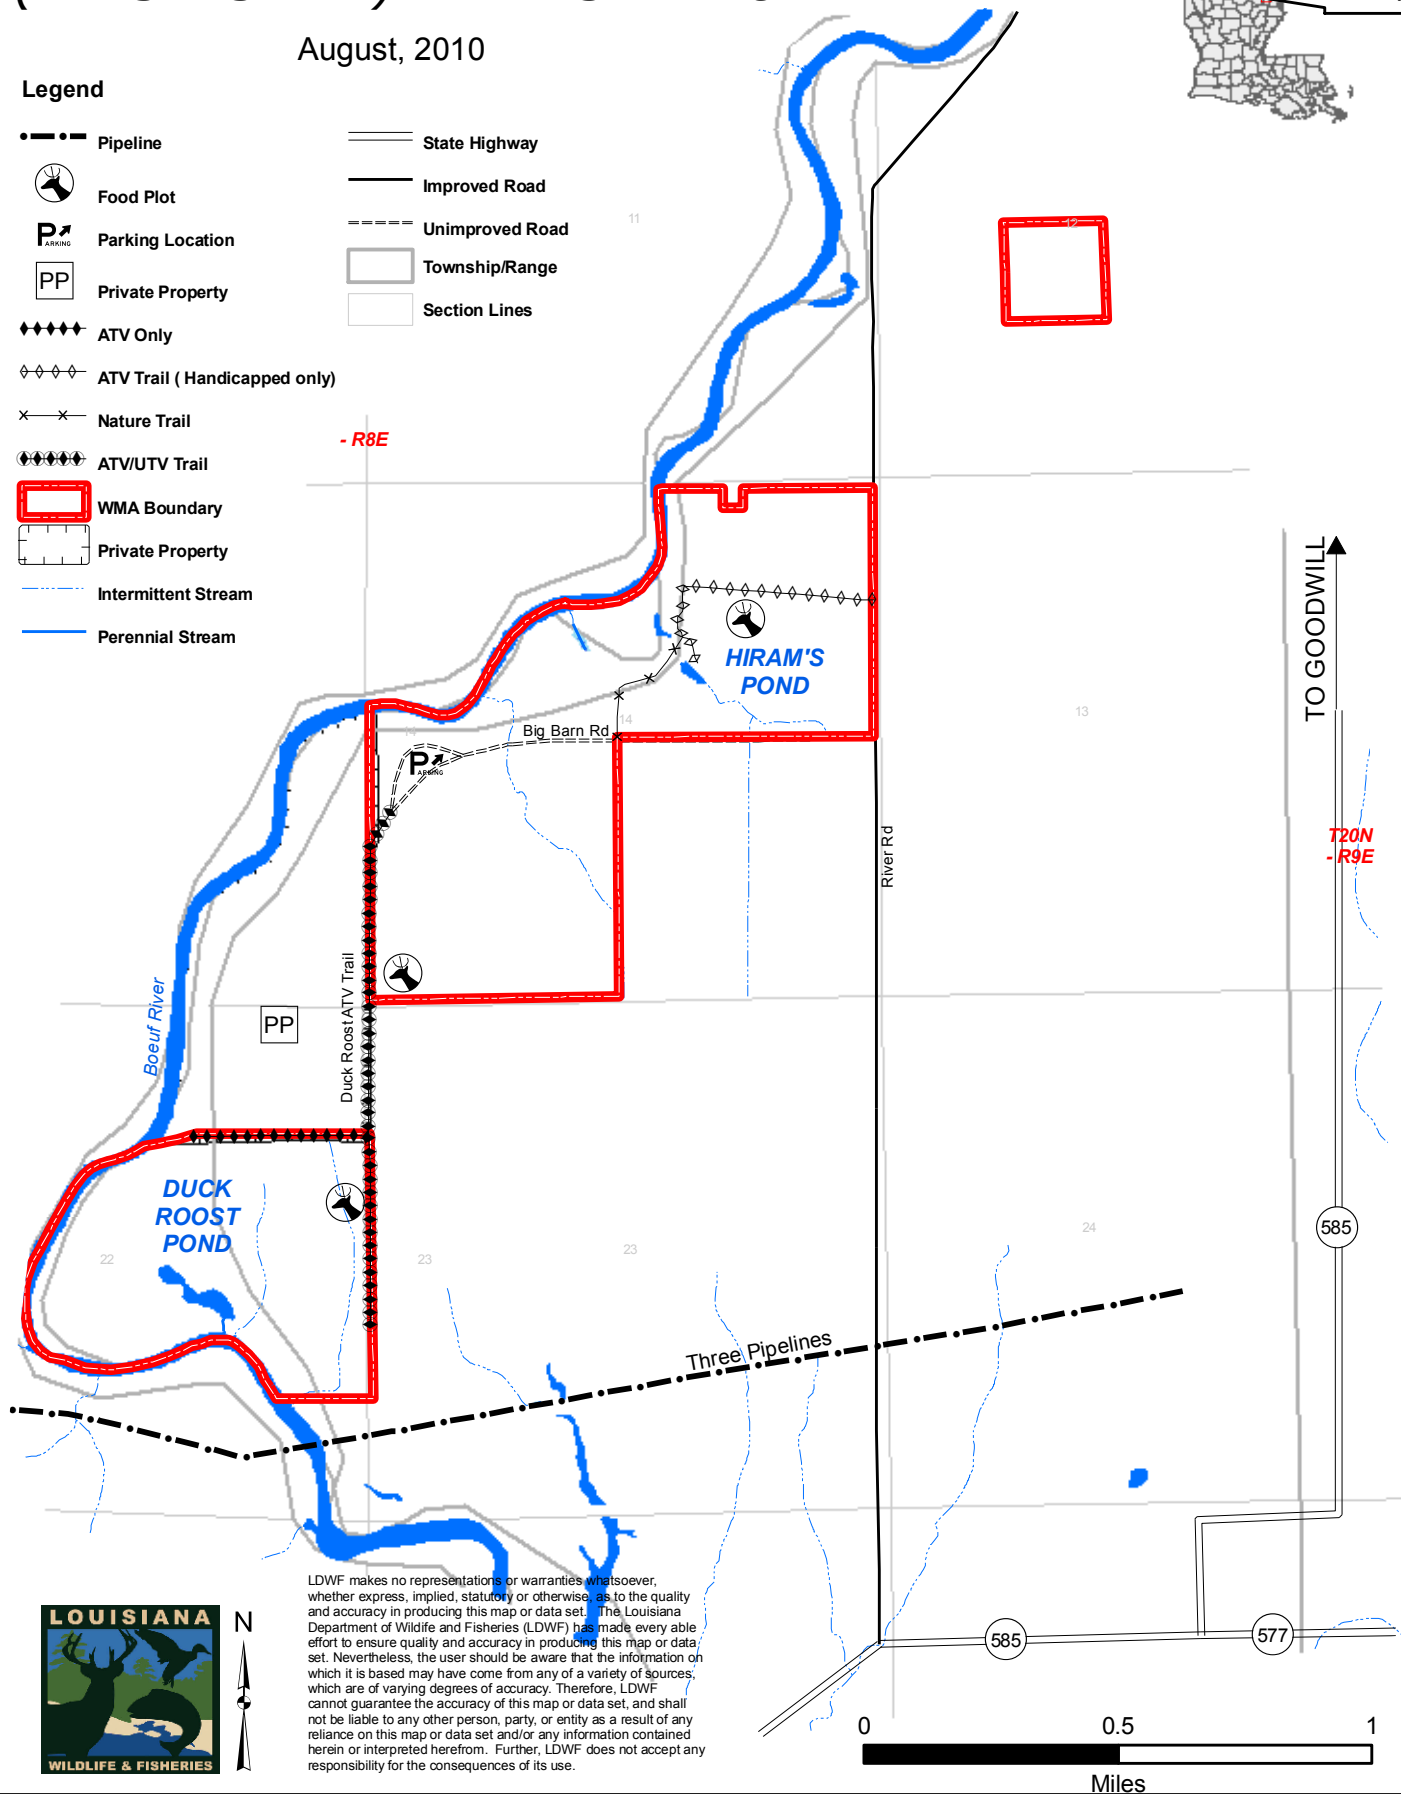 August, 2010
Legend
Pipeline
Food Plot
PARKING
Parking Location
PP
Private Property
ATV Only
ATV Trail ( Handicapped only)
Nature Trail
ATV/UTV Trail
WMA Boundary
Private Property
Intermittent Stream
Perennial Stream
State Highway
Improved Road
Unimproved Road
Township/Range
Section Lines
11
12
- R8E
TO GOODWILL
HIRAM'S
POND
14
14
13
Big Barn Rd
PARKING
River Rd
T20N
- R9E
Duck Roost ATV Trail
Boeuf River
PP
DUCK
ROOST
POND
22
23
23
24
585
Three Pipelines
585
577
LOUISIANA
WILDLIFE & FISHERIES
N
LDWF makes no representations or warranties whatsoever,
whether express, implied, statutory or otherwise, as to the quality
and accuracy in producing this map or data set. The Louisiana
Department of Wildife and Fisheries (LDWF) has made every able
effort to ensure quality and accuracy in producing this map or data
set. Nevertheless, the user should be aware that the information on
which it is based may have come from any of a variety of sources,
which are of varying degrees of accuracy. Therefore, LDWF
cannot guarantee the accuracy of this map or data set, and shall
not be liable to any other person, party, or entity as a result of any
reliance on this map or data set and/or any information contained
herein or interpreted herefrom. Further, LDWF does not accept any
responsibility for the consequences of its use.
0 0.5 1
Miles